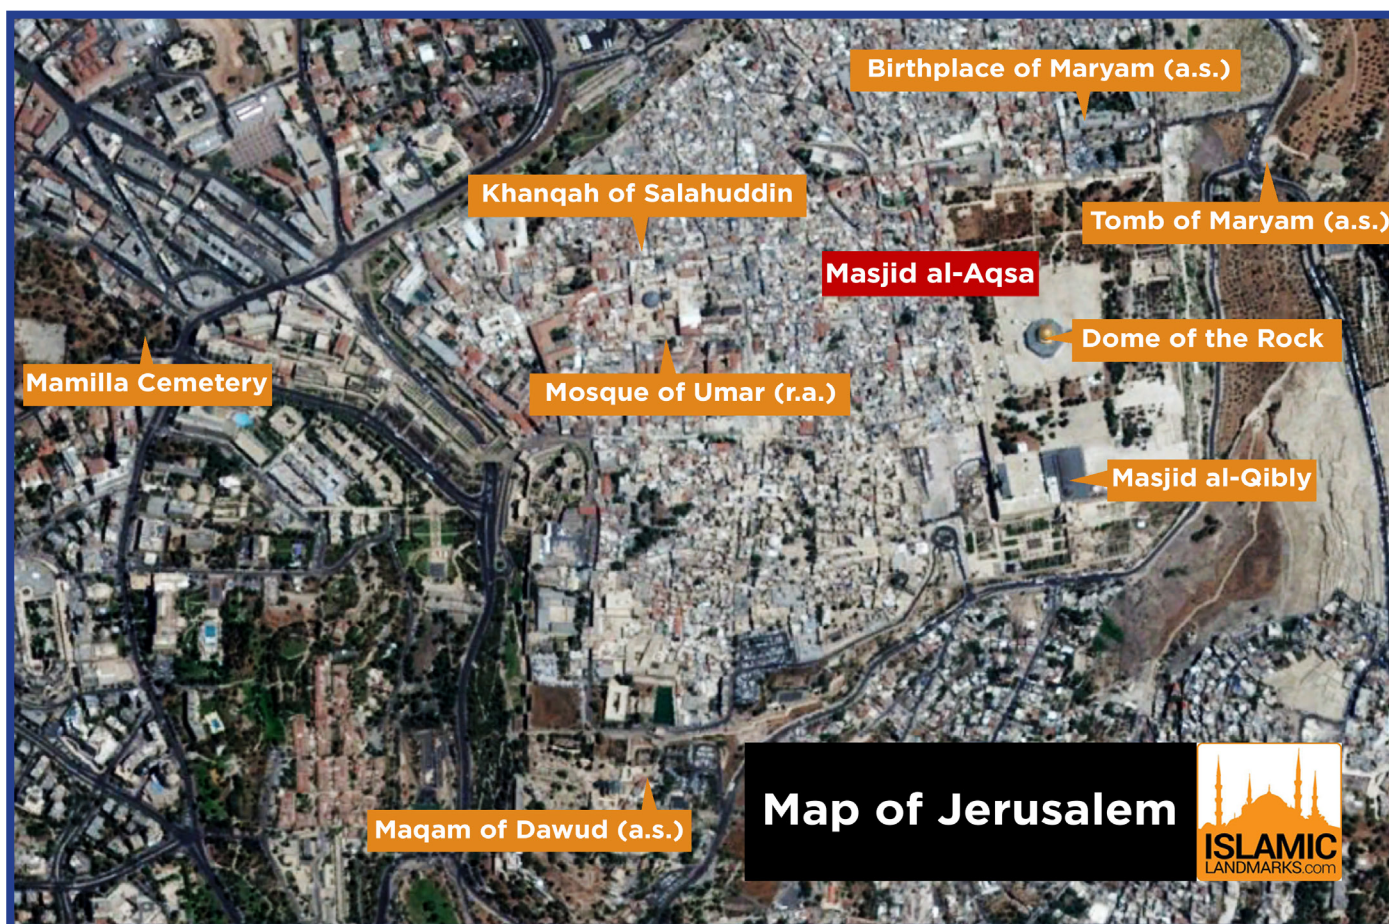 Birthplace of Maryam (a.s.)
Khanqah of Salahuddin
Tomb of Maryam (a.s.)
Masjid al-Aqsa
Dome of the Rock
Mamilla Cemetery
Mosque of Umar (r.a.)
Masjid al-Qibly
Maqam of Dawud (a.s.)
Map of Jerusalem
ISLAMIC
LANDMARKS.com